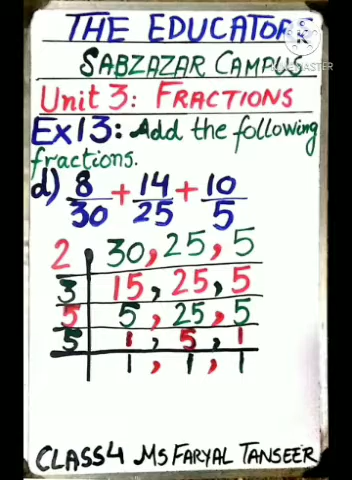 THE EDUCATORS
SABZAZAR CAMPUS
Unit 3: FRACTIONS
Ex13: Add the following
fractions.
d) 8/30 + 14/25 + 10/5
2 | 30, 25, 5
3 | 15, 25, 5
5 | 5, 25, 5
5 | 1, 5, 1
| 1, 1, 1
CLASS4 MS FARYAL TANSEER